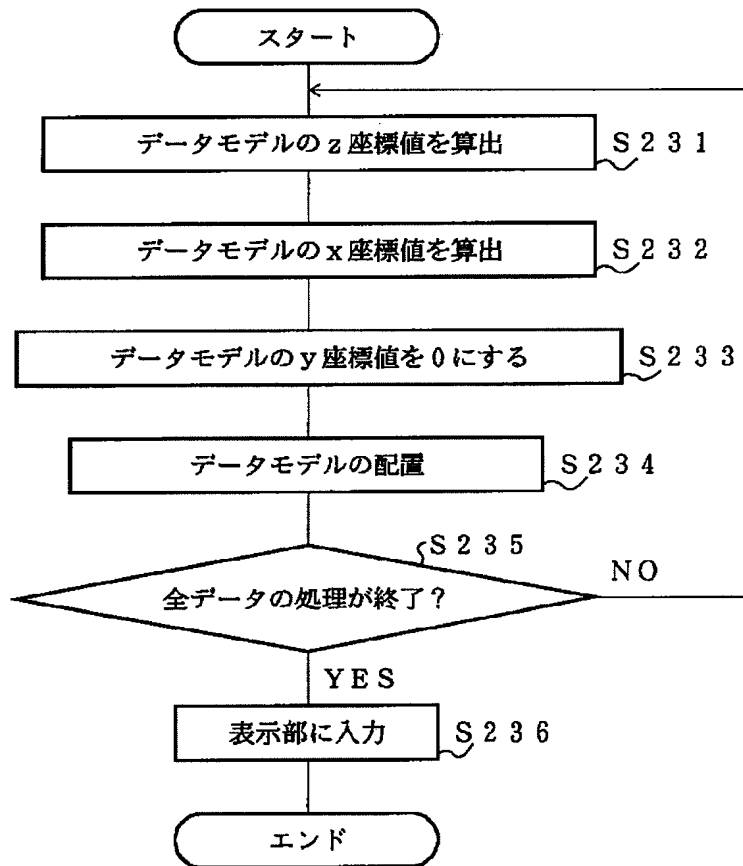 スタート
データモデルのz座標値を算出
S231
データモデルのx座標値を算出
S232
データモデルのy座標値を0にする
S233
データモデルの配置
S234
S235
全データの処理が終了?
NO
YES
表示部に入力
S236
エンド